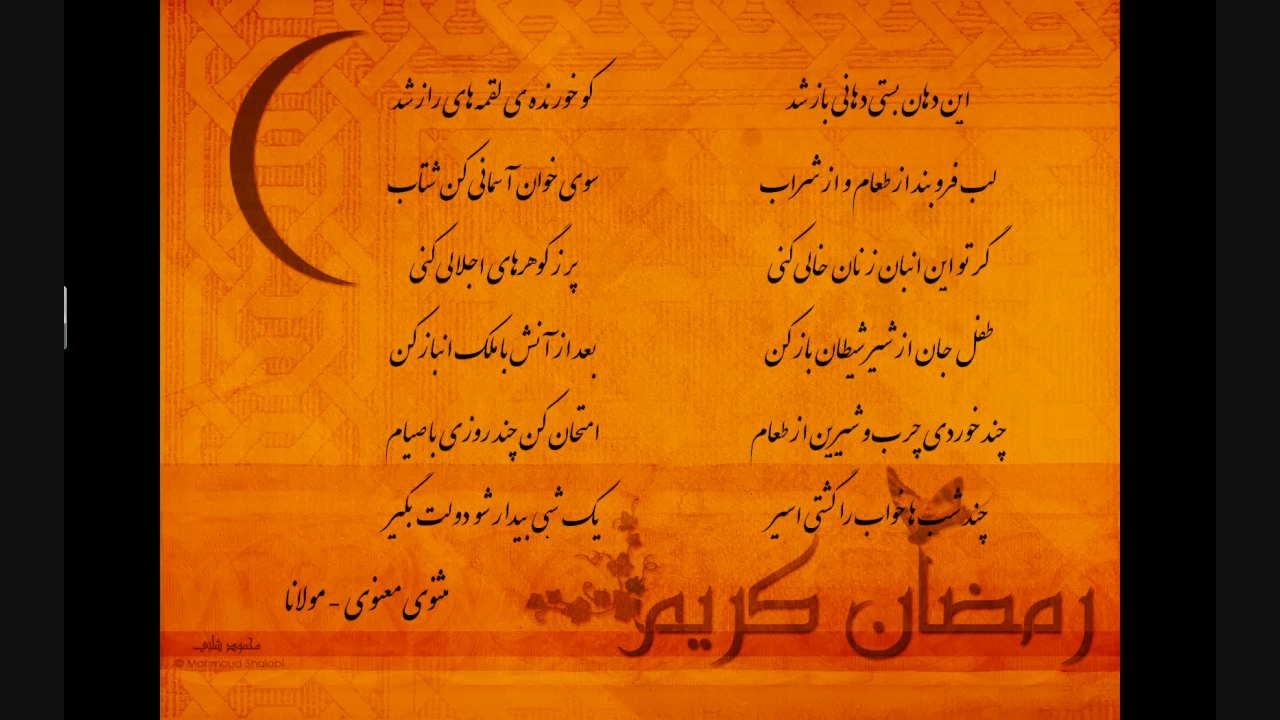 این دهان بستی دهانی باز شد کو خورنده ی لقمه های راز شد
لب فرو بند از طعام و از شراب سوی خوان آسمانی کن شتاب
گر تو این انبان ز نان خالی کنی پر ز گوهرهای اجلالی کنی
طفل جان از شیر شیطان باز کن بعد از آنش با ملک انباز کن
چند خوردی چرب و شیرین از طعام امتحان کن چند روزی با صیام
چند شب ها خواب را گشتی اسیر یک شبی بیدار شو دولت بگیر
مثنوی معنوی - مولانا
رمضان كريم
محمود شلبي
© Mahmoud Shalabi